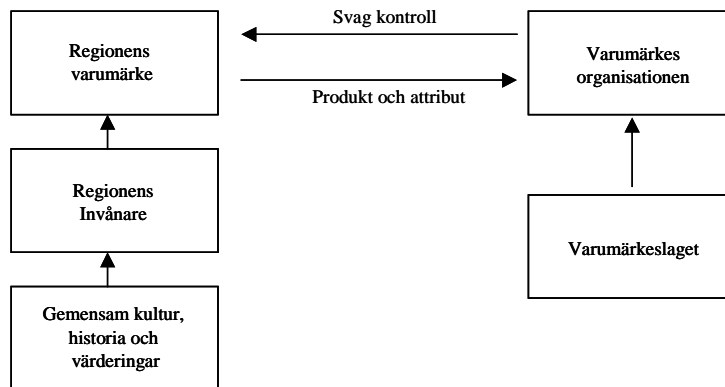 Svag kontroll
Regionens
varumärke
Varumärkes
organisationen
Produkt och attribut
Regionens
Invånare
Varumärkeslaget
Gemensam kultur,
historia och
värderingar